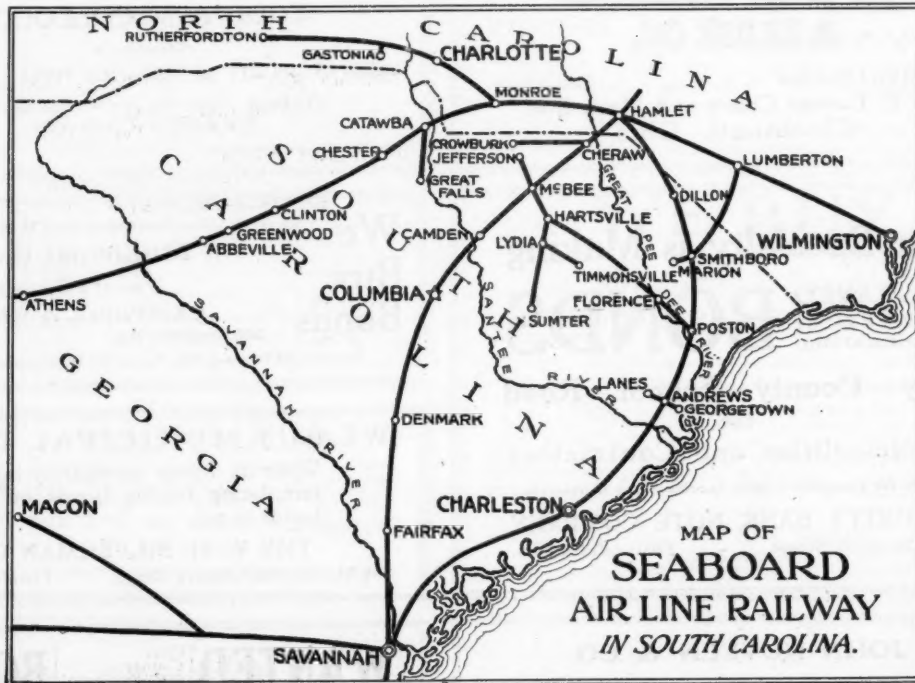 NORTH CAROLINA
RUTHERFORDTON
GASTONIA
CHARLOTTE
MONROE
HAMLET
CATAWBA
CROWBURK
CHERAW
LUMBERTON
CHESTER
JEFFERSON
GREAT FALLS
McBEE
DILLON
CLINTON
HARTSVILLE
GREENWOOD
ABBEVILLE
CAMDEN
LYDIA
WILMINGTON
SMITHBORO
MARION
TIMMONSVILLE
SOUTH CAROLINA
ATHENS
COLUMBIA
FLORENCE
SUMTER
GREAT PEE DEE RIVER
POSTON
SAVANNAH RIVER
SANTEE RIVER
LANES
ANDREWS
GEORGETOWN
GEORGIA
DENMARK
MACON
FAIRFAX
CHARLESTON
SAVANNAH
MAP OF
SEABOARD
AIR LINE RAILWAY
IN SOUTH CAROLINA.